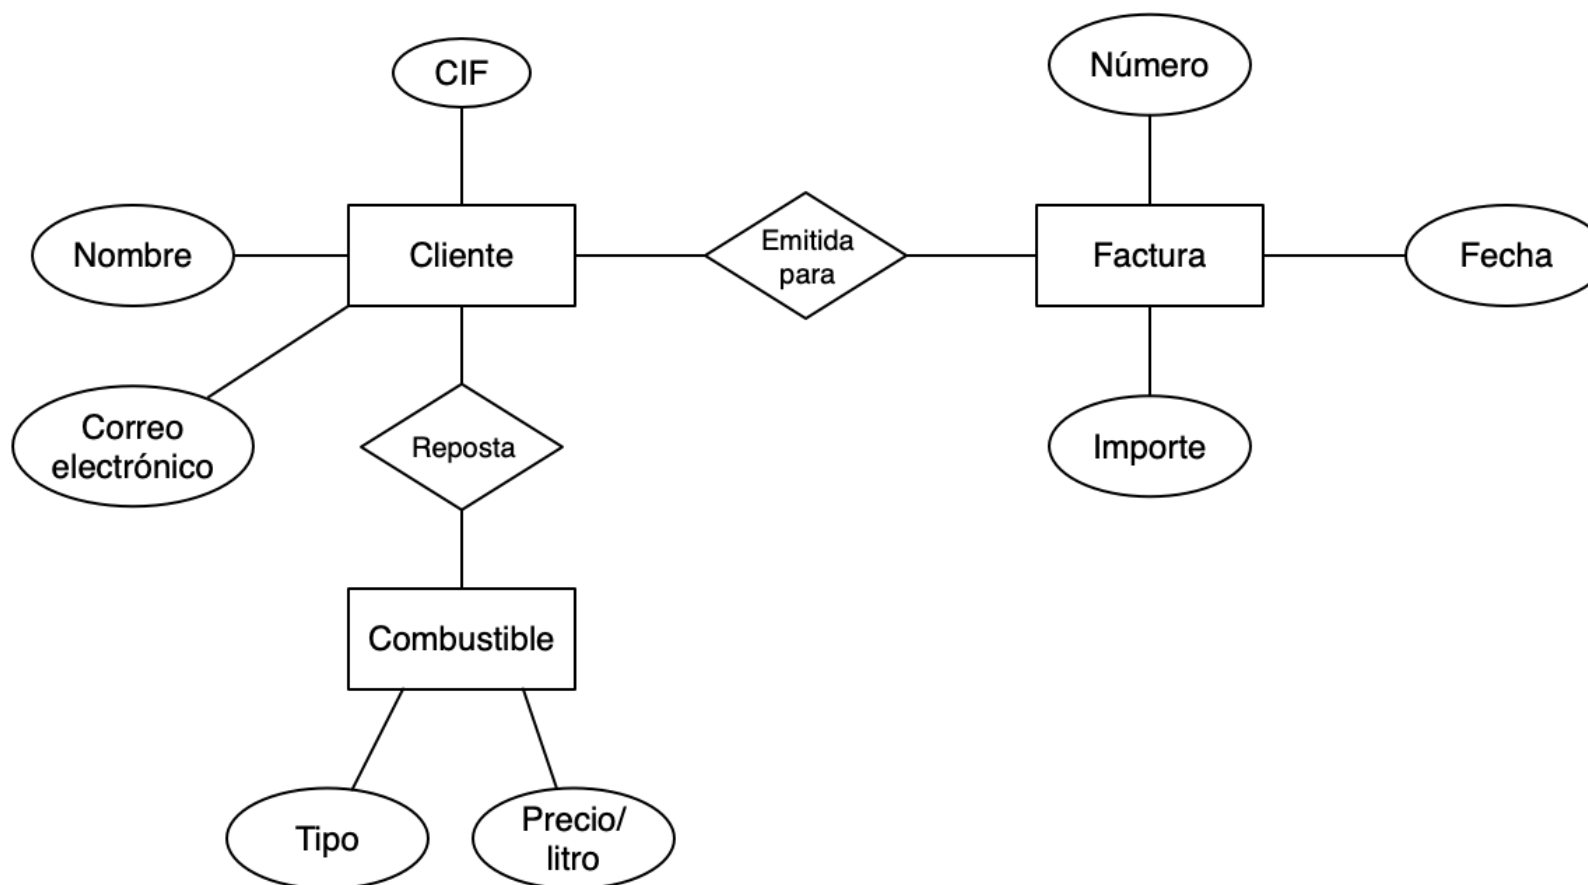 CIF
Número
Nombre
Cliente
Emitida
para
Factura
Fecha
Correo
electrónico
Reposta
Importe
Combustible
Tipo
Precio/
litro